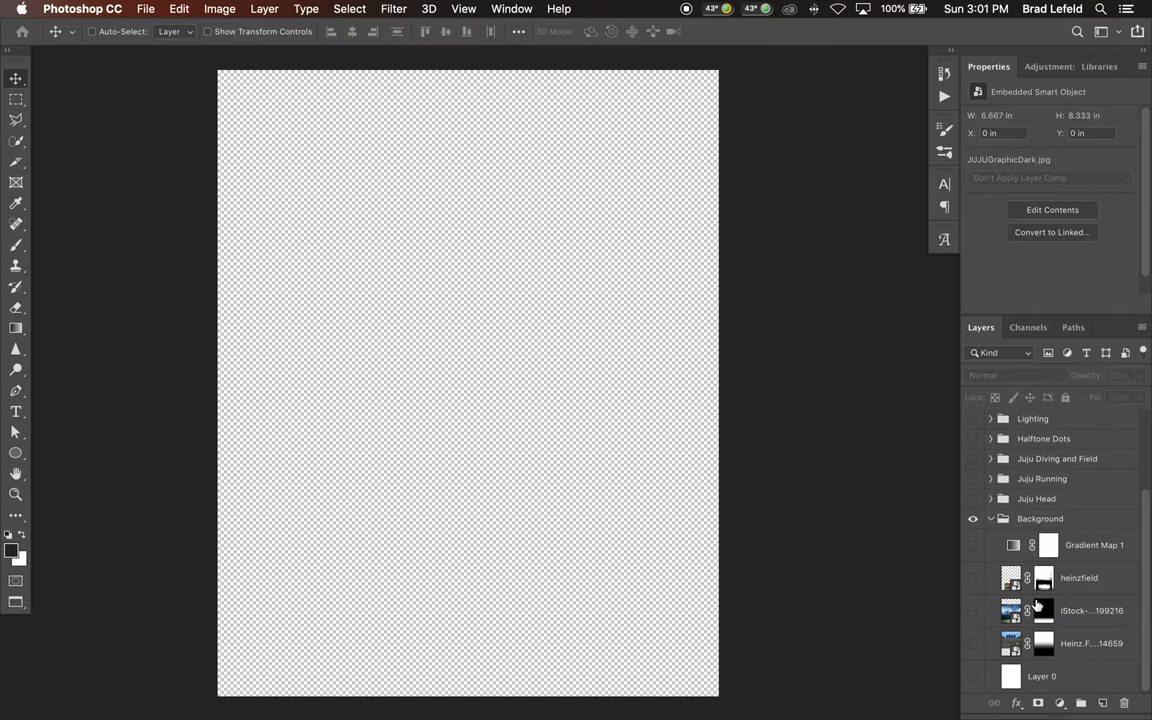 Photoshop CC File Edit Image Layer Type Select Filter 3D View Window Help 43° 43° 100% Sun 3:01 PM Brad Lefeld
Auto-Select: Layer Show Transform Controls 3D Mode:
Properties Adjustment: Libraries
Embedded Smart Object
W: 6.667 in H: 8.333 in
X: 0 in Y: 0 in
JUJUGraphicDark.jpg
Don't Apply Layer Comp
Edit Contents
Convert to Linked...
Layers Channels Paths
Kind
Normal Opacity: 100%
Lock: Fill: 100%
Lighting
Halftone Dots
Juju Diving and Field
Juju Running
Juju Head
Background
Gradient Map 1
heinzfield
iStock-...199216
Heinz.F....14659
Layer 0